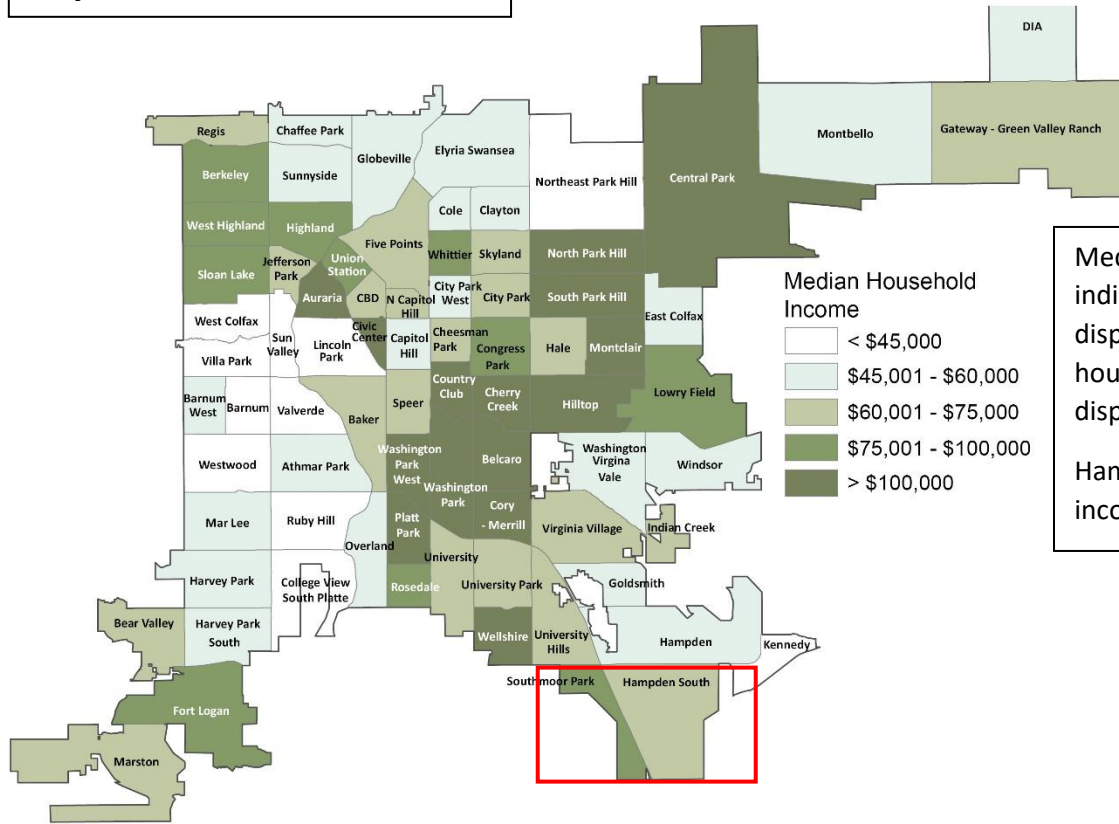 DIA
Regis
Chaffee Park
Globeville
Elyria Swansea
Montbello
Gateway - Green Valley Ranch
Berkeley
Sunnyside
Northeast Park Hill
Central Park
Cole
Clayton
West Highland
Highland
Five Points
Whittier
Skyland
North Park Hill
Sloan Lake
Jefferson
Park
Union
Station
Auraria
CBD
N Capitol
Hill
City Park
West
City Park
South Park Hill
East Colfax
West Colfax
Sun
Valley
Lincoln
Park
Civic
Center
Capitol
Hill
Cheesman
Park
Congress
Park
Hale
Montclair
Villa Park
Barnum
West
Barnum
Valverde
Baker
Speer
Country
Club
Cherry
Creek
Hilltop
Lowry Field
Westwood
Athmar Park
Washington
Park
West
Washington
Park
Belcaro
Washington
Virgina
Vale
Windsor
Mar Lee
Ruby Hill
Overland
Platt
Park
Cory
- Merrill
Virginia Village
Indian Creek
Harvey Park
College View
South Platte
Rosedale
University
University Park
Goldsmith
Bear Valley
Harvey Park
South
Wellshire
University
Hills
Hampden
Kennedy
Fort Logan
Southmoor Park
Hampden South
Marston
Median Household
Income
< $45,000
$45,001 - $60,000
$60,001 - $75,000
$75,001 - $100,000
> $100,000
indi
disp
hou
disp
inco